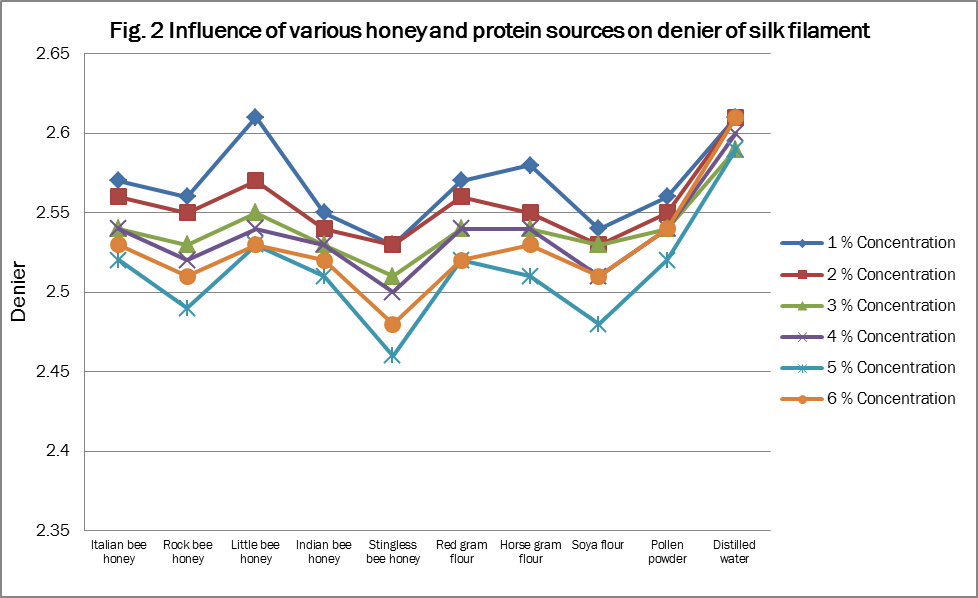 Fig. 2 Influence of various honey and protein sources on denier of silk filament
2.65
2.6
2.55
2.5
2.45
2.4
2.35
Denier
Italian bee
honey
Rock bee
honey
Little bee
honey
Indian bee
honey
Stingless
bee honey
Red gram
flour
Horse gram
flour
Soya flour
Pollen
powder
Distilled
water
1 % Concentration
2 % Concentration
3 % Concentration
4 % Concentration
5 % Concentration
6 % Concentration